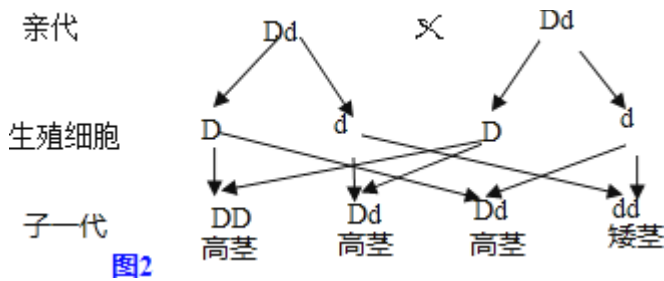 亲代 Dd × Dd
生殖细胞 D d D d
子一代 DD Dd Dd dd
高茎 高茎 高茎 矮茎
图2